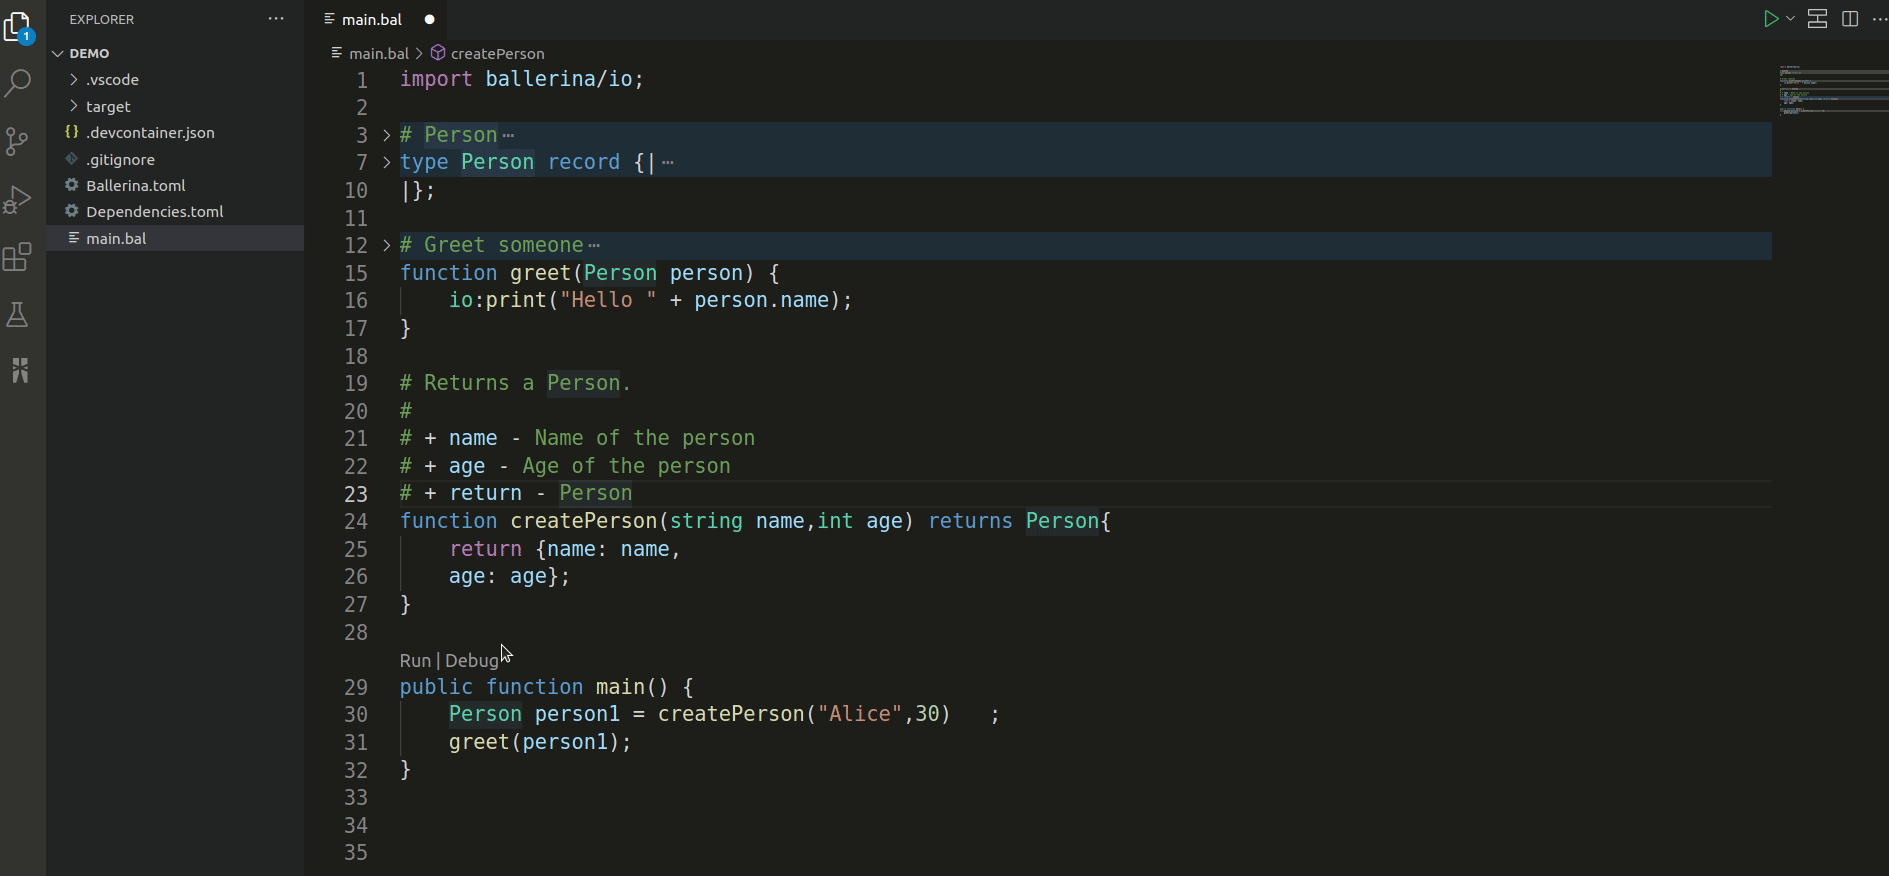 1
EXPLORER
DEMO
.vscode
target
{} .devcontainer.json
.gitignore
Ballerina.toml
Dependencies.toml
main.bal
main.bal
main.bal > createPerson
1 import ballerina/io;
2
3 # Person ⋯
7 type Person record {| ⋯
10 |};
11
12 # Greet someone ⋯
15 function greet(Person person) {
16     io:print("Hello " + person.name);
17 }
18
19 # Returns a Person.
20 #
21 # + name - Name of the person
22 # + age - Age of the person
23 # + return - Person
24 function createPerson(string name,int age) returns Person{
25     return {name: name,
26     age: age};
27 }
28
Run | Debug
29 public function main() {
30     Person person1 = createPerson("Alice",30)   ;
31     greet(person1);
32 }
33
34
35